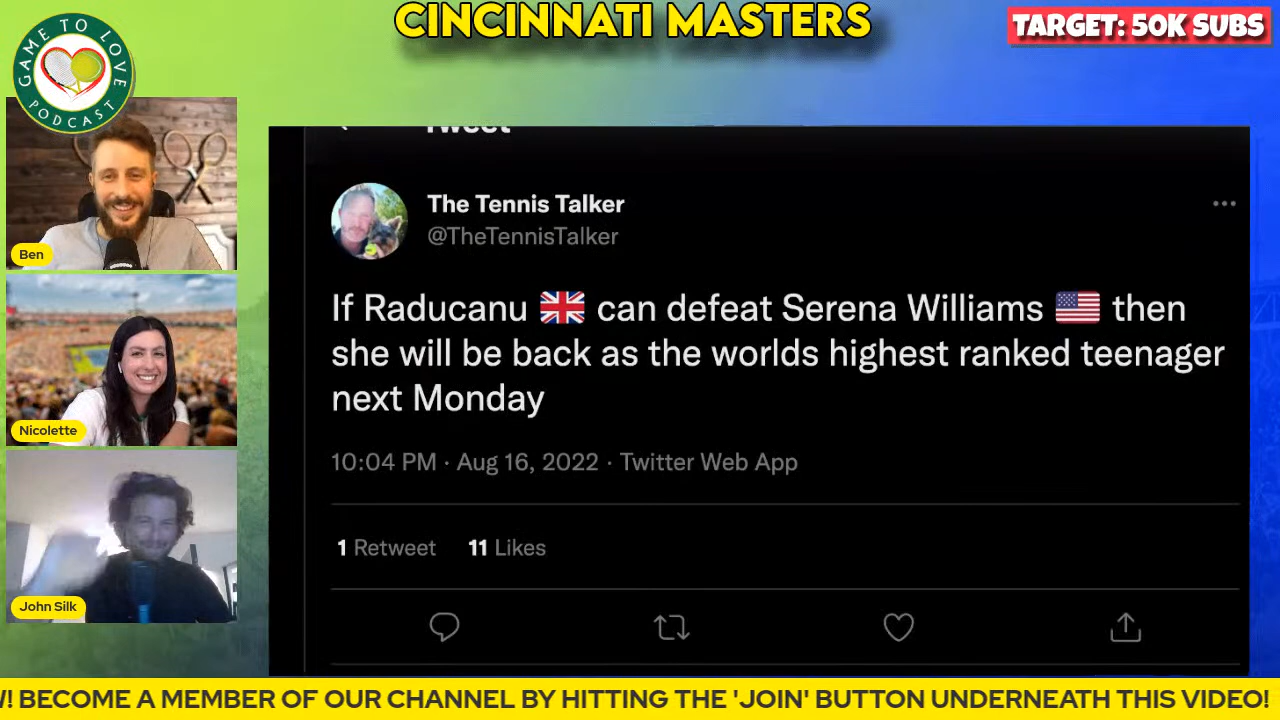 CINCINNATI MASTERS
TARGET: 50K SUBS
GAME TO LOVE
PODCAST
Tweet
Ben
The Tennis Talker
@TheTennisTalker
If Raducanu 🇬🇧 can defeat Serena Williams 🇺🇸 then
she will be back as the worlds highest ranked teenager
next Monday
Nicolette
10:04 PM · Aug 16, 2022 · Twitter Web App
1 Retweet 11 Likes
John Silk
! BECOME A MEMBER OF OUR CHANNEL BY HITTING THE 'JOIN' BUTTON UNDERNEATH THIS VIDEO!